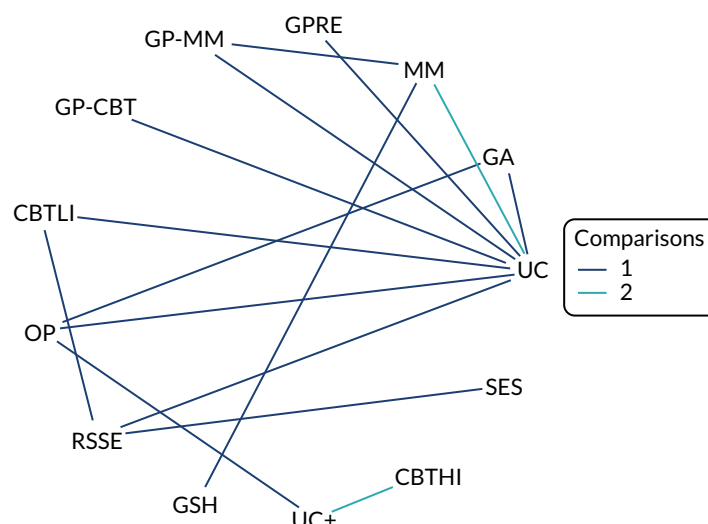 GPRE
GP-MM
MM
GP-CBT
GA
CBTLI
Comparisons
1
2
UC
OP
SES
RSSE
CBTHI
GSH
UC+